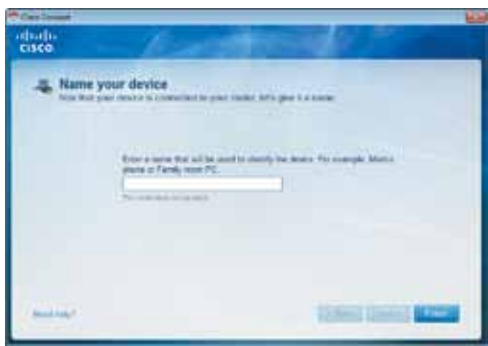 Cisco Connect
CISCO
Name your device
Now that your device is connected to your router, let's give it a name.
Enter a name that will be used to identify the device. For example, Mom's
phone or Family room PC.
Need help?
Finish